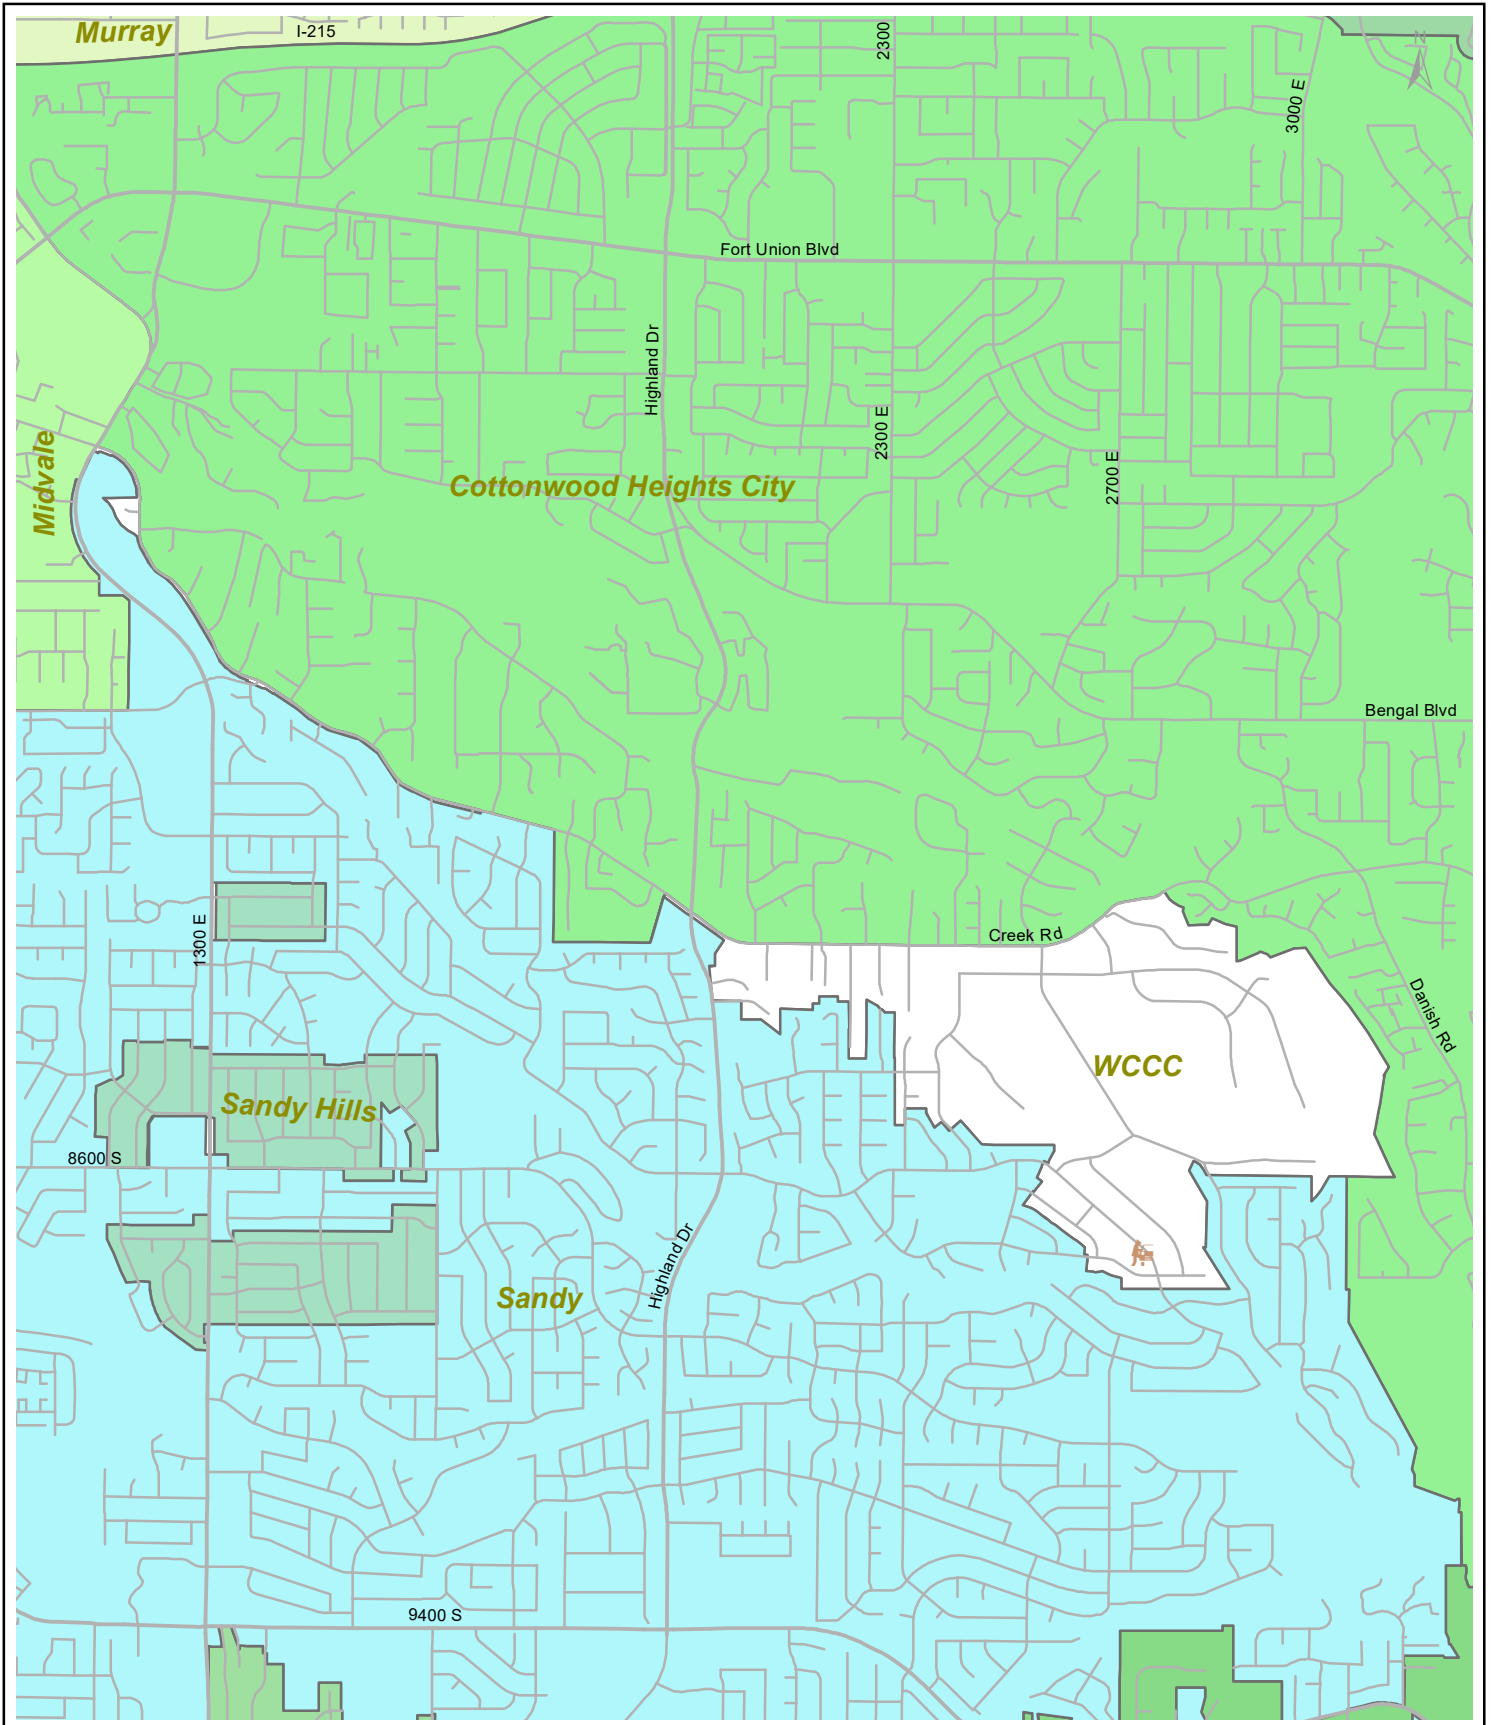 Murray
I-215
2300
N
3000 E
Fort Union Blvd
Highland Dr
2300 E
Midvale
2700 E
Cottonwood Heights City
Bengal Blvd
1300 E
Creek Rd
Danish Rd
WCCC
Sandy Hills
8600 S
Highland Dr
Sandy
9400 S